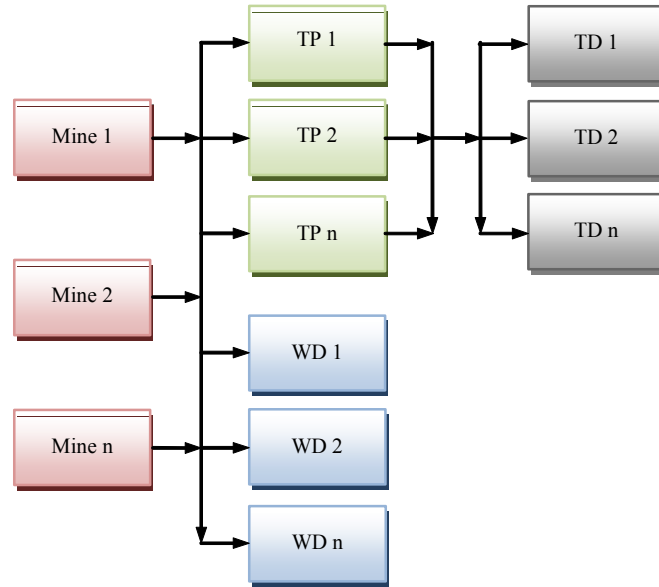 Mine 1
Mine 2
Mine n
TP 1
TP 2
TP n
WD 1
WD 2
WD n
TD 1
TD 2
TD n